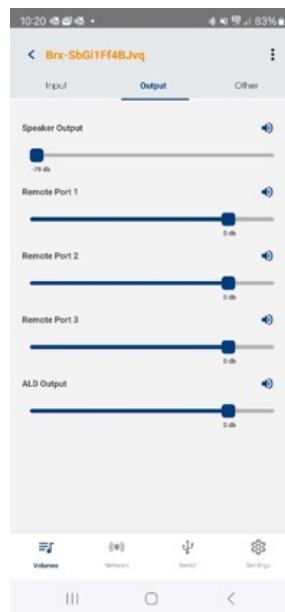 10:20
83%
Brx-SbGi1Ff4BJvq
Input Output Other
Speaker Output
-79 db
Remote Port 1
0 db
Remote Port 2
0 db
Remote Port 3
0 db
ALD Output
0 db
Volumes Network Settings